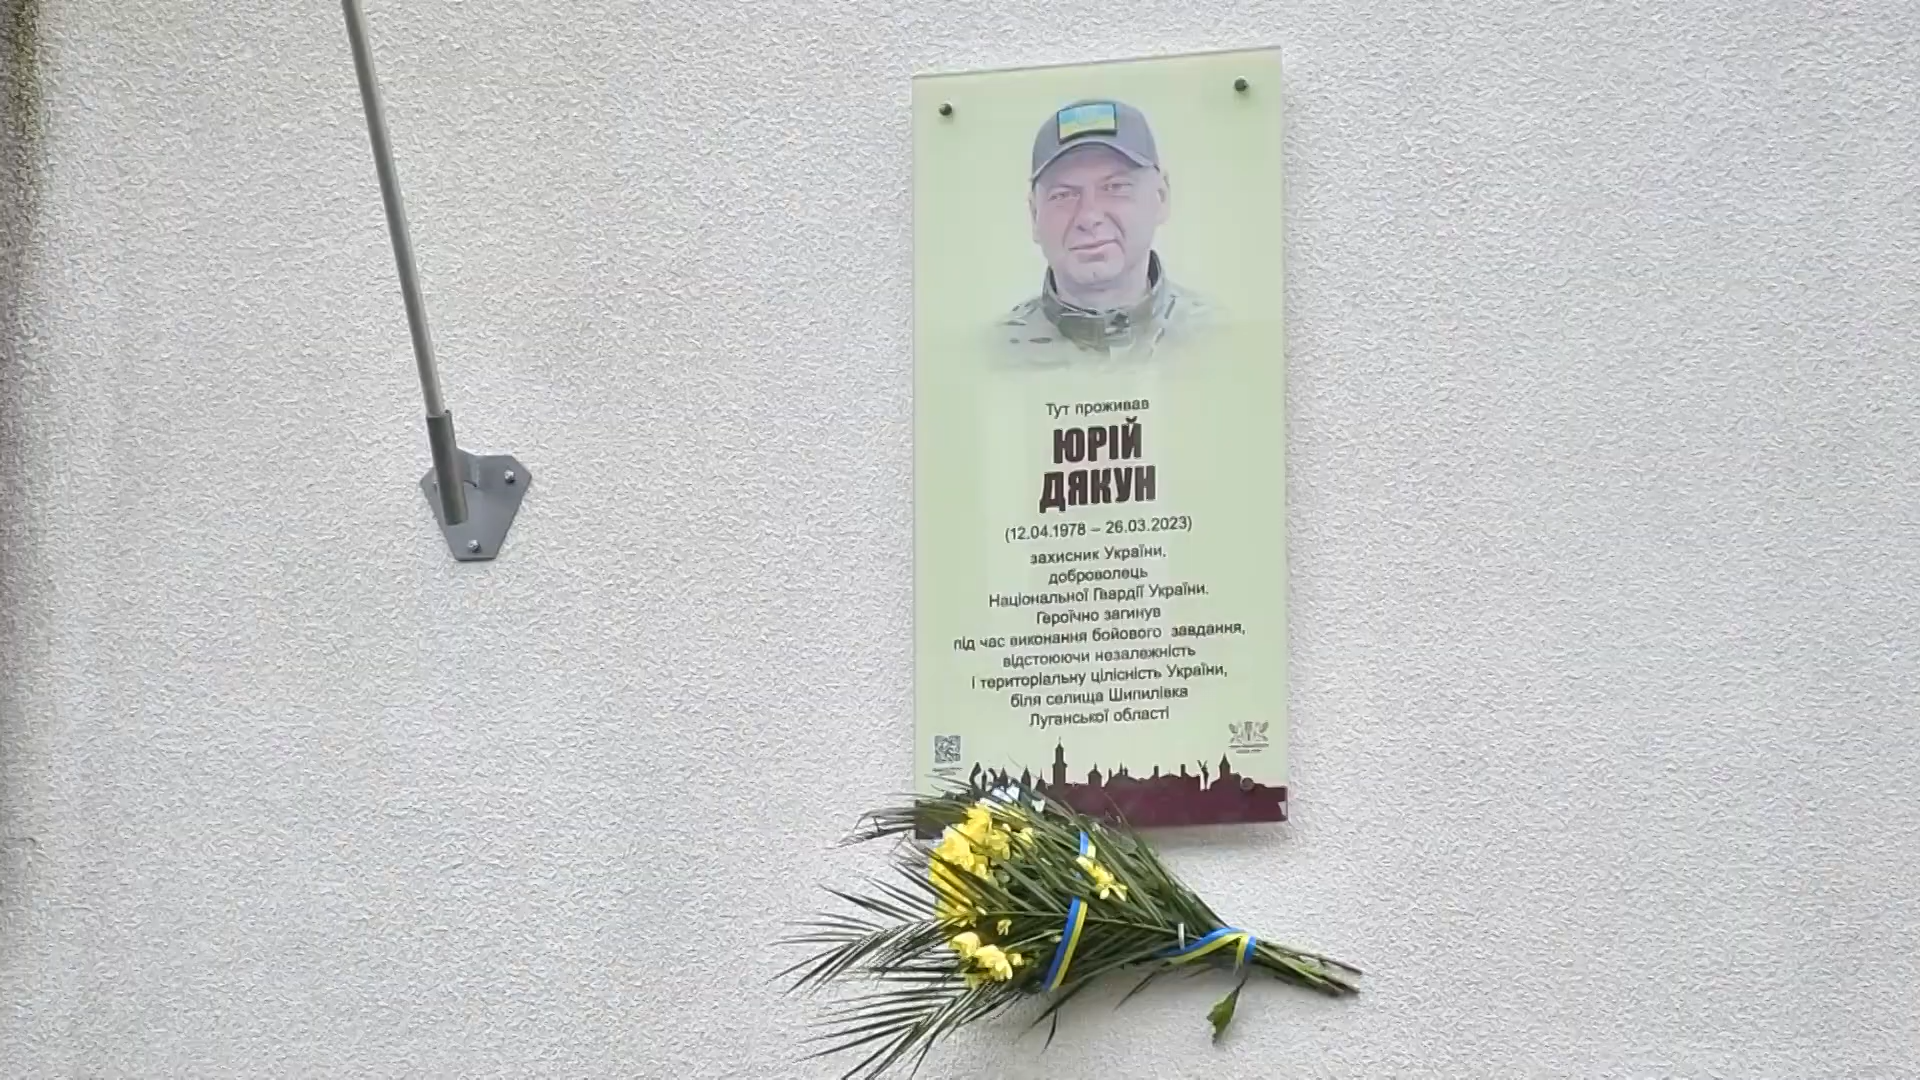 Тут проживав
ЮРІЙ
ДЯКУН
(12.04.1978 – 26.03.2023)
захисник України,
доброволець
Національної Гвардії України.
Героїчно загинув
під час виконання бойового завдання,
відстоюючи незалежність
і територіальну цілісність України,
біля селища Шипилівка
Луганської області